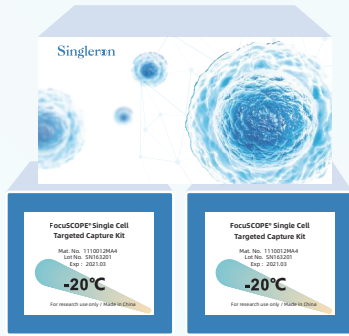 Singleron
FocuSCOPE® Single Cell
Targeted Capture Kit
Mat. No. 1110012MA4
Lot No. SN163201
Exp : 2021.03
-20℃
For research use only / Made in China
FocuSCOPE® Single Cell
Targeted Capture Kit
Mat. No. 1110012MA4
Lot No. SN163201
Exp : 2021.03
-20℃
For research use only / Made in China